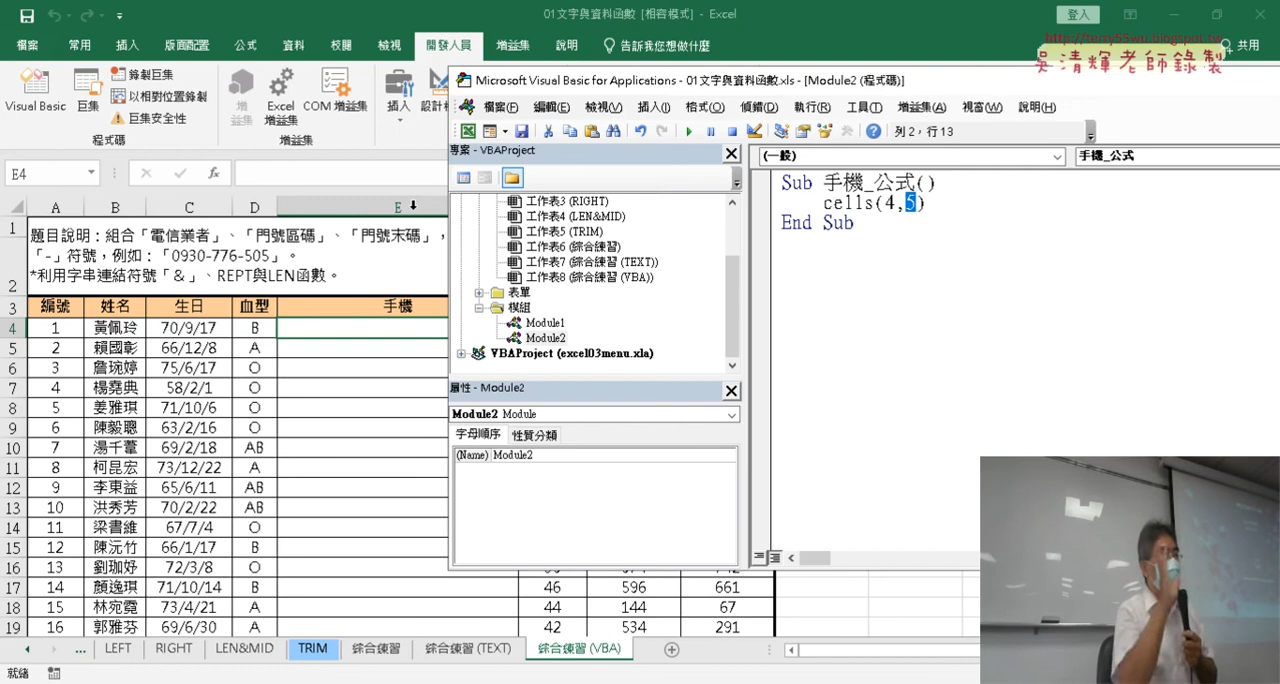 01文字與資料函數 [相容模式] - Excel
登入
http://terry55wu.blogspot.tw
吳清輝老師錄製
檔案 常用 插入 版面配置 公式 資料 校閱 檢視 開發人員 增益集 說明 告訴我您想做什麼 共用
Visual Basic 巨集 錄製巨集 以相對位置錄製 巨集安全性
程式碼
增益集 Excel 增益集 COM 增益集
增益集
插入
Microsoft Visual Basic for Applications - 01文字與資料函數.xls - [Module2 (程式碼)]
檔案(F) 編輯(E) 檢視(V) 插入(I) 格式(O) 偵錯(D) 執行(R) 工具(T) 增益集(A) 視窗(W) 說明(H)
列 2，行 13
專案 - VBAProject
工作表3 (RIGHT)
工作表4 (LEN&MID)
工作表5 (TRIM)
工作表6 (綜合練習)
工作表7 (綜合練習 (TEXT))
工作表8 (綜合練習 (VBA))
表單
模組
Module1
Module2
VBAProject (excel03menu.xla)
屬性 - Module2
Module2 Module
字母順序 性質分類
(Name) Module2
(一般)
手機_公式
Sub 手機_公式()
cells(4,5)
End Sub
E4
fx
A B C D E
1 題目說明：組合「電信業者」、「門號區碼」、「門號末碼」，
「-」符號，例如：「0930-776-505」。
2 *利用字串連結符號「&」、REPT與LEN函數。
3 編號 姓名 生日 血型 手機
4 1 黃佩玲 70/9/17 B
5 2 賴國彰 66/12/8 A
6 3 詹琬婷 75/6/17 O
7 4 楊堯典 58/2/1 O
8 5 姜雅琪 71/10/6 O
9 6 陳毅聰 63/2/16 O
10 7 湯千葦 69/2/18 AB
11 8 柯昆宏 73/12/22 A
12 9 李東益 65/6/11 AB
13 10 洪秀芳 70/2/22 AB
14 11 梁書維 67/7/4 O
15 12 陳沅竹 66/1/17 B
16 13 劉珈妤 72/3/8 O
17 14 顏逸琪 71/10/14 B 46 596 661
18 15 林宛霓 73/4/21 A 44 144 67
19 16 郭雅芬 69/6/30 A 42 534 291
... LEFT RIGHT LEN&MID TRIM 綜合練習 綜合練習 (TEXT) 綜合練習 (VBA)
就緒